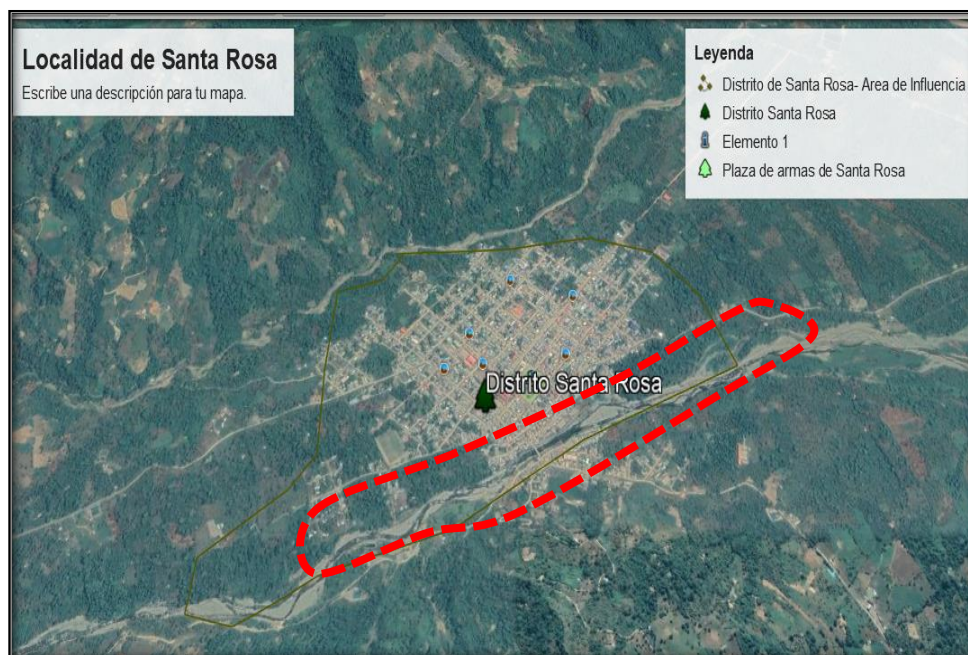 Localidad de Santa Rosa
Escribe una descripción para tu mapa.
Leyenda
Distrito de Santa Rosa- Area de Influencia
Distrito Santa Rosa
Elemento 1
Plaza de armas de Santa Rosa
Distrito Santa Rosa